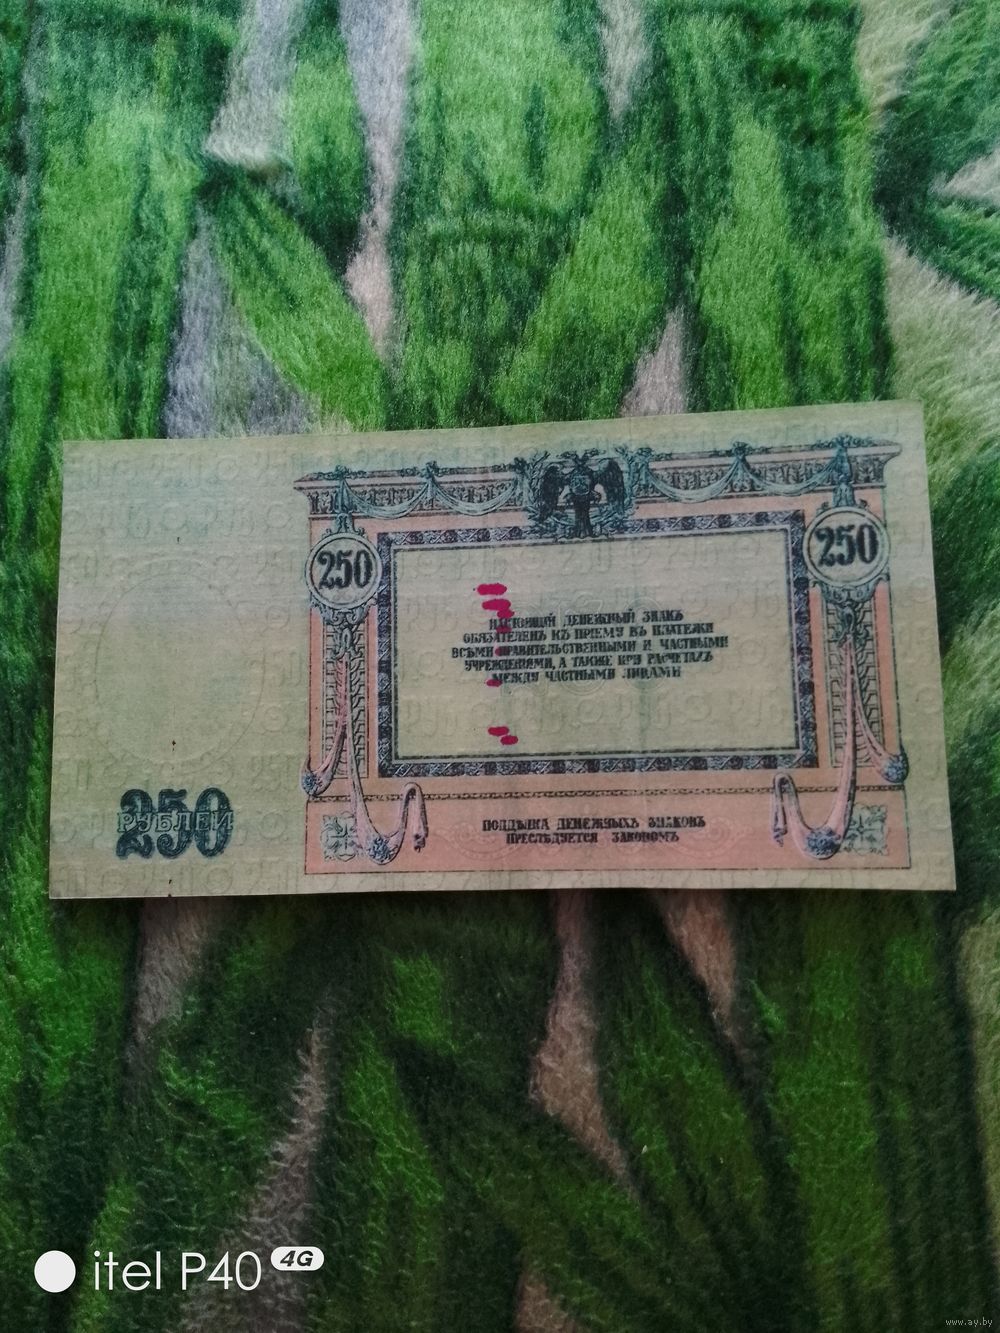 250
250
НАСТОЯЩІЙ ДЕНЕЖНЫЙ ЗНАКЪ
ОБЯЗАТЕЛЕНЪ КЪ ПРІЕМУ ВЪ ПЛАТЕЖИ
ВСѢМИ ПРАВИТЕЛЬСТВЕННЫМИ И ЧАСТНЫМИ
УЧРЕЖДЕНІЯМИ, А ТАКЖЕ ПРИ РАСЧЕТАХЪ
МЕЖДУ ЧАСТНЫМИ ЛИЦАМИ
250
РУБЛЕЙ
ПОДДѢЛКА ДЕНЕЖНЫХЪ ЗНАКОВЪ
ПРЕСЛѢДУЕТСЯ ЗАКОНОМЪ
itel P40 4G
www.ay.by